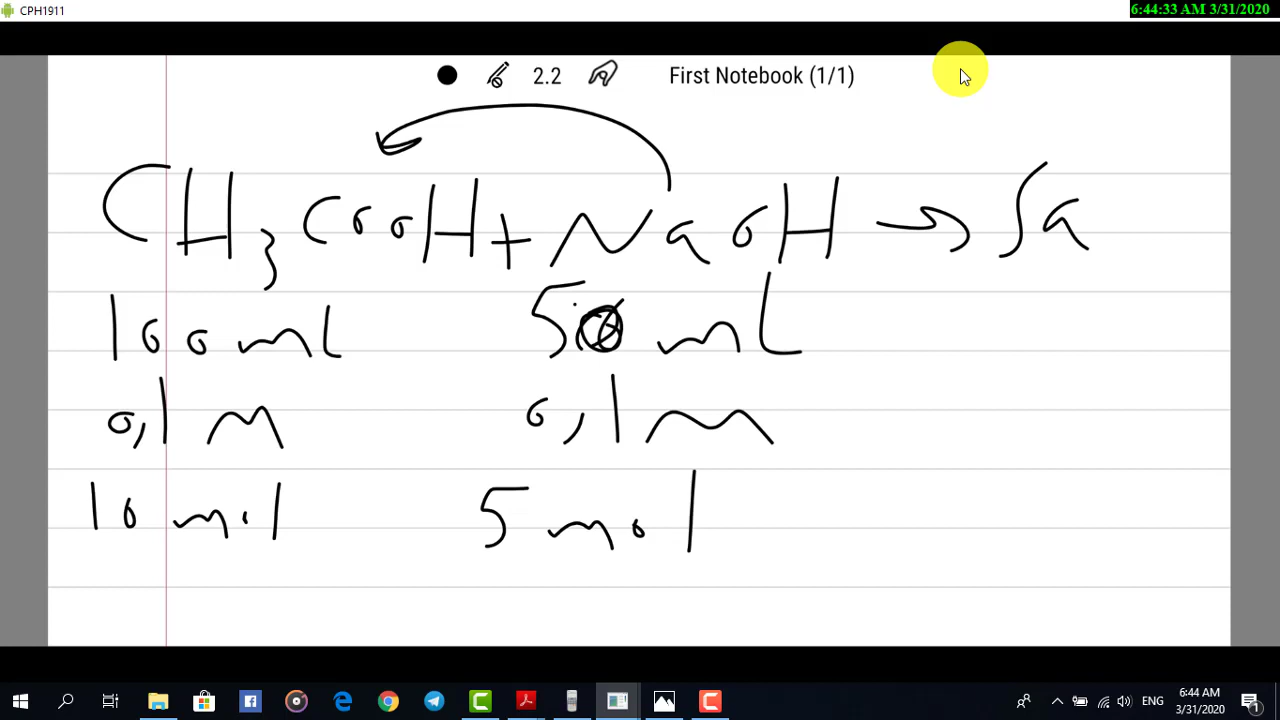 CPH1911
6:44:33 AM 3/31/2020
2.2 First Notebook (1/1)
CH3COOH + NaOH → Sa
100 mL 50 mL
0,1 M 0,1 M
10 mol 5 mol
ENG 6:44 AM
3/31/2020
1